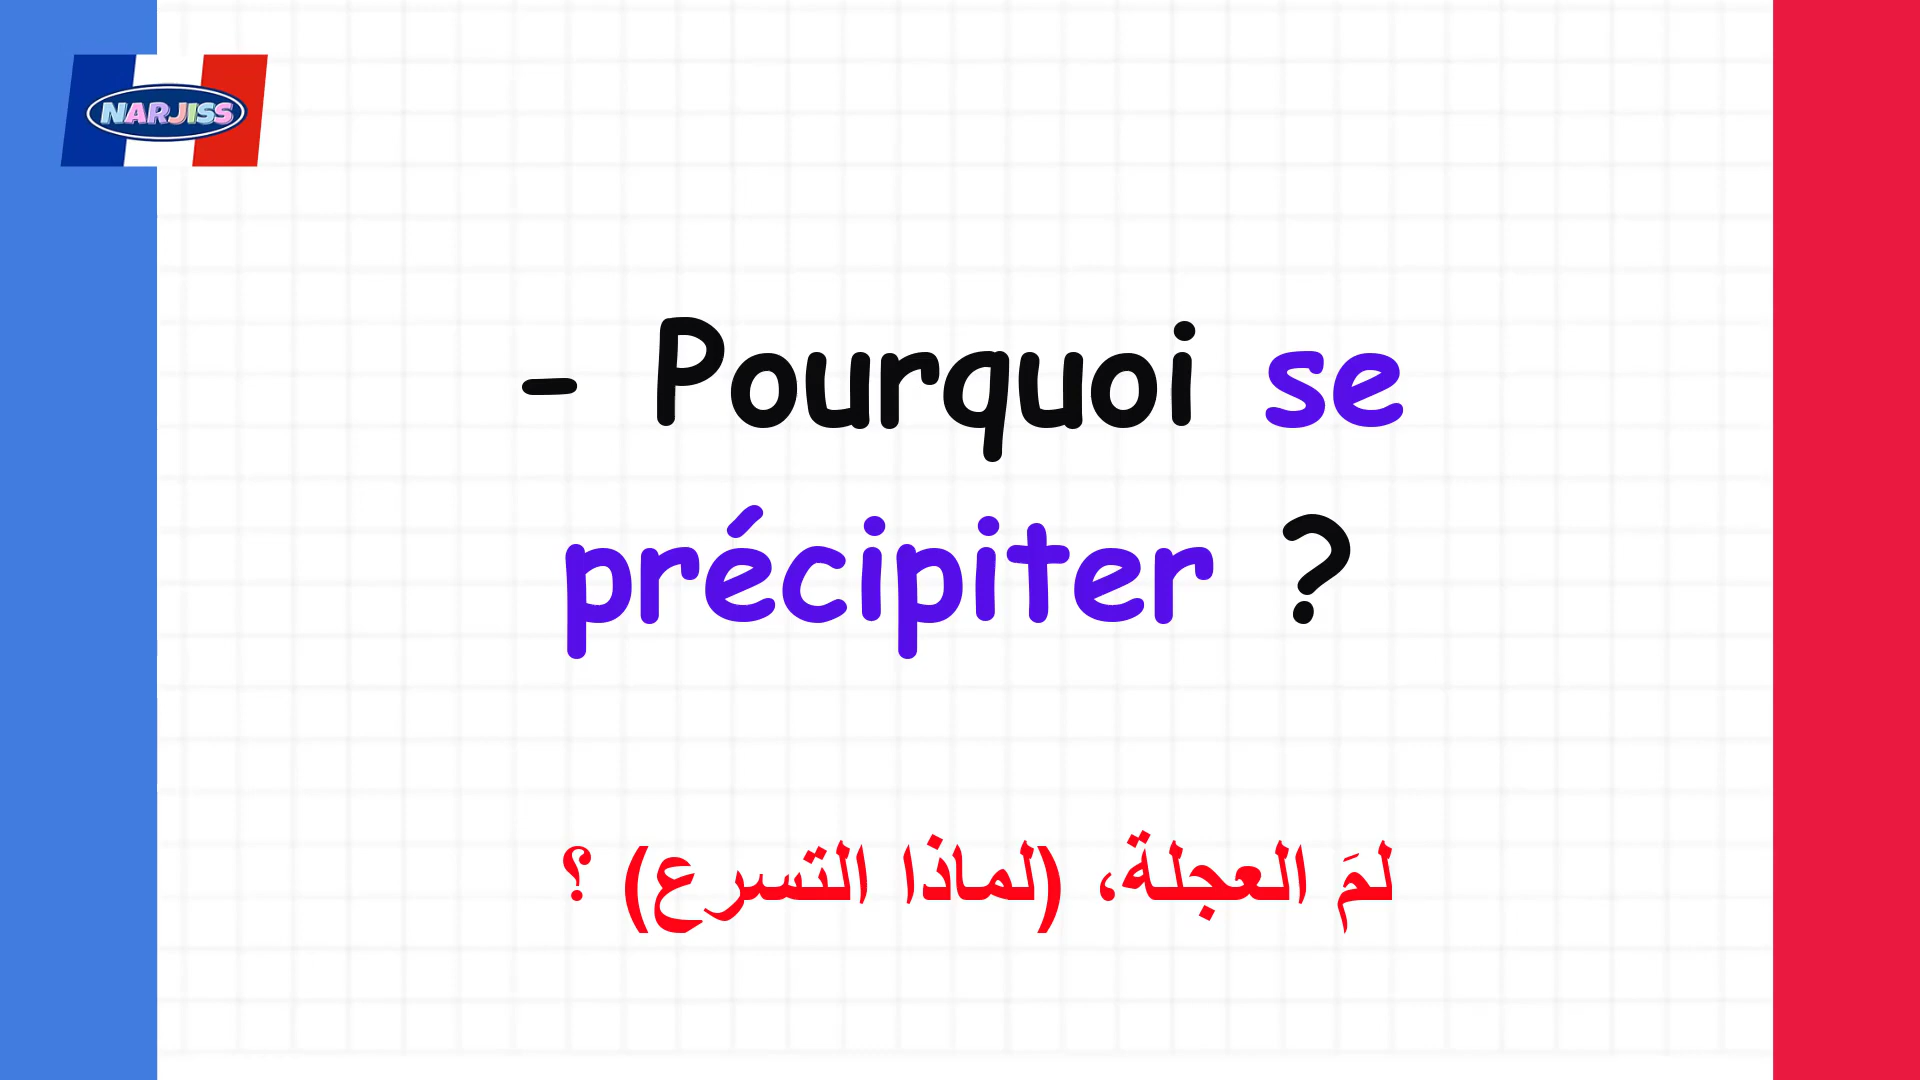 NARJISS
- Pourquoi se
précipiter ?
لمَ العجلة، (لماذا التسرع) ؟